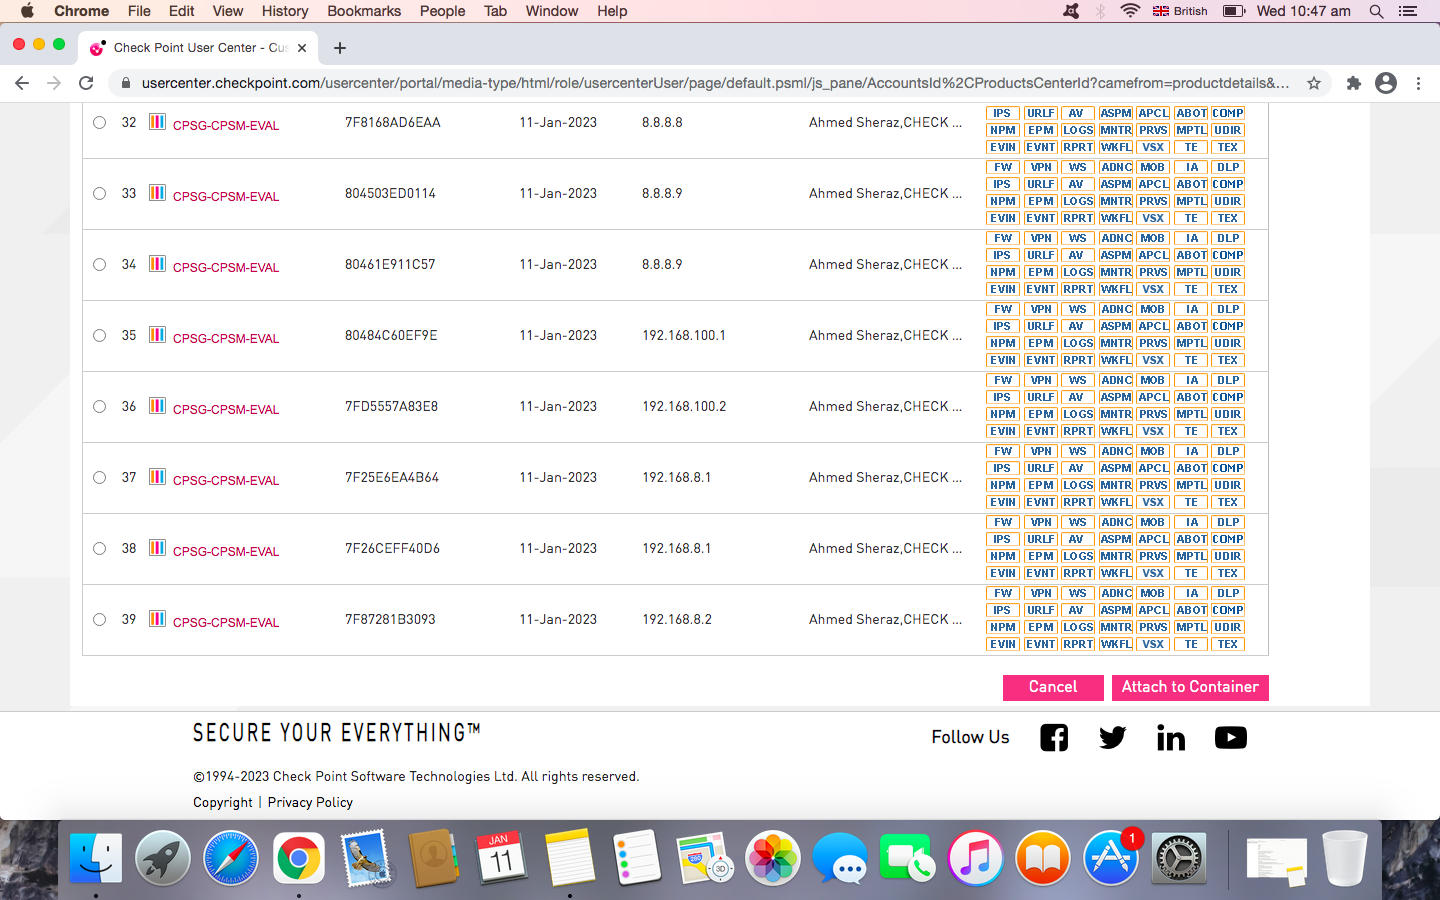 Chrome File Edit View History Bookmarks People Tab Window Help British Wed 10:47 am
Check Point User Center - Cus
usercenter.checkpoint.com/usercenter/portal/media-type/html/role/usercenterUser/page/default.psml/js_pane/AccountsId%2CProductsCenterId?camefrom=productdetails&...
32 CPSG-CPSM-EVAL 7F8168AD6EAA 11-Jan-2023 8.8.8.8 Ahmed Sheraz,CHECK ...
IPS URLF AV ASPM APCL ABOT COMP
NPM EPM LOGS MNTR PRVS MPTL UDIR
EVIN EVNT RPRT WKFL VSX TE TEX
33 CPSG-CPSM-EVAL 804503ED0114 11-Jan-2023 8.8.8.9 Ahmed Sheraz,CHECK ...
FW VPN WS ADNC MOB IA DLP
IPS URLF AV ASPM APCL ABOT COMP
NPM EPM LOGS MNTR PRVS MPTL UDIR
EVIN EVNT RPRT WKFL VSX TE TEX
34 CPSG-CPSM-EVAL 80461E911C57 11-Jan-2023 8.8.8.9 Ahmed Sheraz,CHECK ...
FW VPN WS ADNC MOB IA DLP
IPS URLF AV ASPM APCL ABOT COMP
NPM EPM LOGS MNTR PRVS MPTL UDIR
EVIN EVNT RPRT WKFL VSX TE TEX
35 CPSG-CPSM-EVAL 80484C60EF9E 11-Jan-2023 192.168.100.1 Ahmed Sheraz,CHECK ...
FW VPN WS ADNC MOB IA DLP
IPS URLF AV ASPM APCL ABOT COMP
NPM EPM LOGS MNTR PRVS MPTL UDIR
EVIN EVNT RPRT WKFL VSX TE TEX
36 CPSG-CPSM-EVAL 7FD5557A83E8 11-Jan-2023 192.168.100.2 Ahmed Sheraz,CHECK ...
FW VPN WS ADNC MOB IA DLP
IPS URLF AV ASPM APCL ABOT COMP
NPM EPM LOGS MNTR PRVS MPTL UDIR
EVIN EVNT RPRT WKFL VSX TE TEX
37 CPSG-CPSM-EVAL 7F25E6EA4B64 11-Jan-2023 192.168.8.1 Ahmed Sheraz,CHECK ...
FW VPN WS ADNC MOB IA DLP
IPS URLF AV ASPM APCL ABOT COMP
NPM EPM LOGS MNTR PRVS MPTL UDIR
EVIN EVNT RPRT WKFL VSX TE TEX
38 CPSG-CPSM-EVAL 7F26CEFF40D6 11-Jan-2023 192.168.8.1 Ahmed Sheraz,CHECK ...
FW VPN WS ADNC MOB IA DLP
IPS URLF AV ASPM APCL ABOT COMP
NPM EPM LOGS MNTR PRVS MPTL UDIR
EVIN EVNT RPRT WKFL VSX TE TEX
39 CPSG-CPSM-EVAL 7F87281B3093 11-Jan-2023 192.168.8.2 Ahmed Sheraz,CHECK ...
FW VPN WS ADNC MOB IA DLP
IPS URLF AV ASPM APCL ABOT COMP
NPM EPM LOGS MNTR PRVS MPTL UDIR
EVIN EVNT RPRT WKFL VSX TE TEX
Cancel Attach to Container
SECURE YOUR EVERYTHING™
Follow Us
©1994-2023 Check Point Software Technologies Ltd. All rights reserved.
Copyright | Privacy Policy
JAN
11
280
3D
1